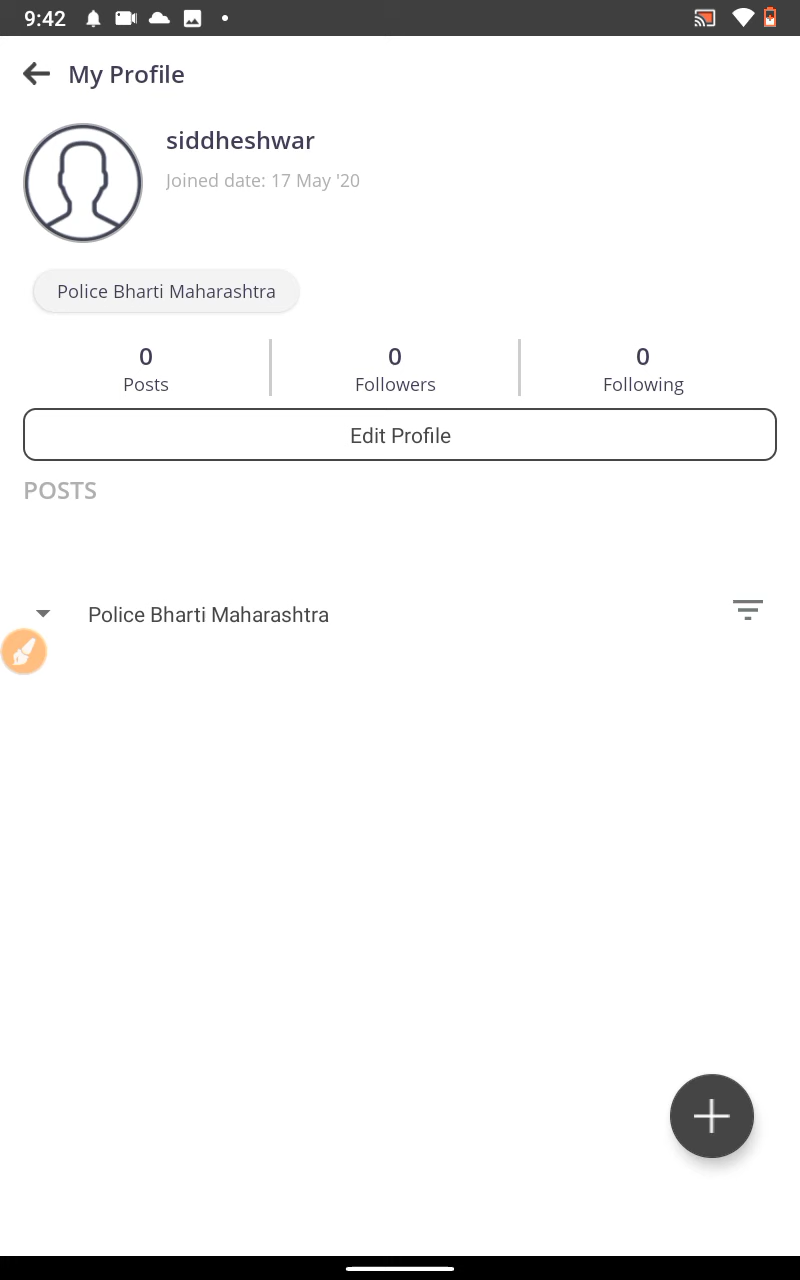 9:42
My Profile
siddheshwar
Joined date: 17 May '20
Police Bharti Maharashtra
0 0 0
Posts Followers Following
Edit Profile
POSTS
Police Bharti Maharashtra